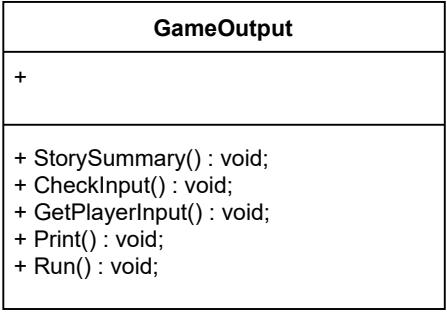 GameOutput
+
+ StorySummary() : void;
+ CheckInput() : void;
+ GetPlayerInput() : void;
+ Print() : void;
+ Run() : void;